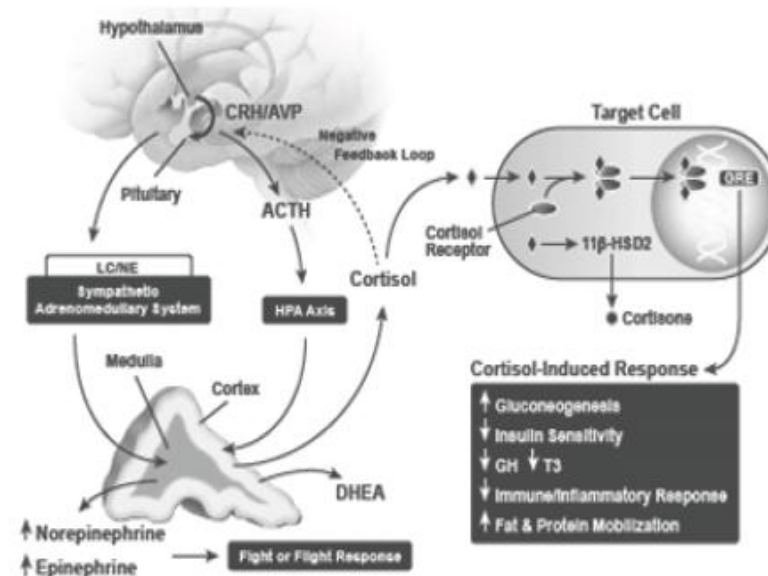 Hypothalamus
CRH/AVP
Negative
Feedback Loop
Pituitary
ACTH
LC/NE
Sympathetic
Adrenomedullary System
HPA Axis
Cortisol
Medulla
Cortex
DHEA
↑ Norepinephrine
↑ Epinephrine
Fight or Flight Response
Target Cell
GRE
Cortisol
Receptor
11β-HSD2
Cortisone
Cortisol-Induced Response
↑ Gluconeogenesis
↓ Insulin Sensitivity
↓ GH ↓ T3
↓ Immune/Inflammatory Response
↑ Fat & Protein Mobilization